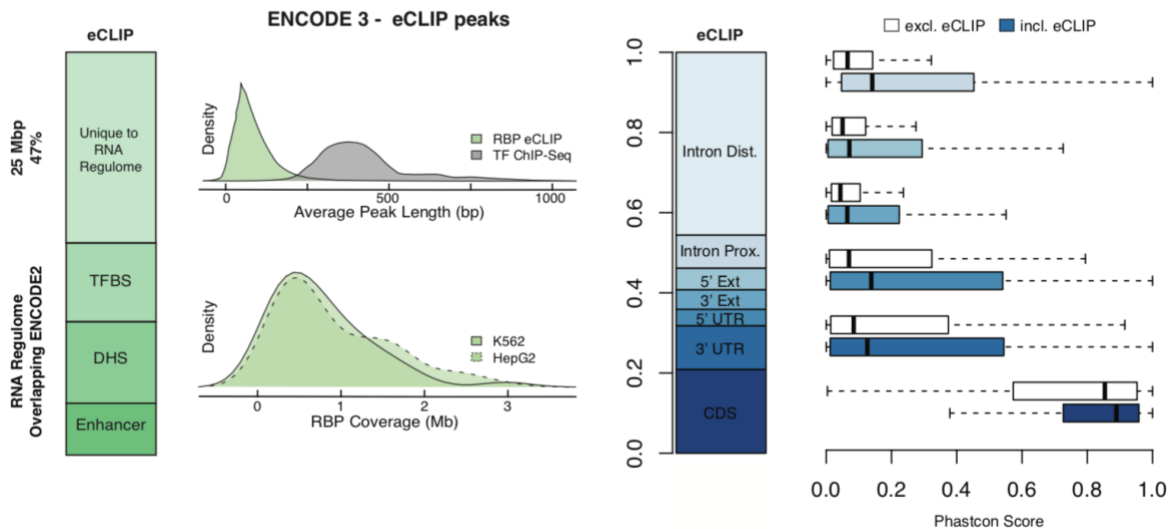 ENCODE 3 - eCLIP peaks
eCLIP
25 Mbp
47%
RNA Regulome
Overlapping ENCODE2
Unique to
RNA
Regulome
TFBS
DHS
Enhancer
Density
RBP eCLIP
TF ChIP-Seq
0
500
1000
Average Peak Length (bp)
Density
K562
HepG2
0
1
2
3
RBP Coverage (Mb)
eCLIP
1.0
0.8
0.6
0.4
0.2
0.0
Intron Dist.
Intron Prox.
5' Ext
3' Ext
5' UTR
3' UTR
CDS
excl. eCLIP
incl. eCLIP
0.0
0.2
0.4
0.6
0.8
1.0
Phastcon Score